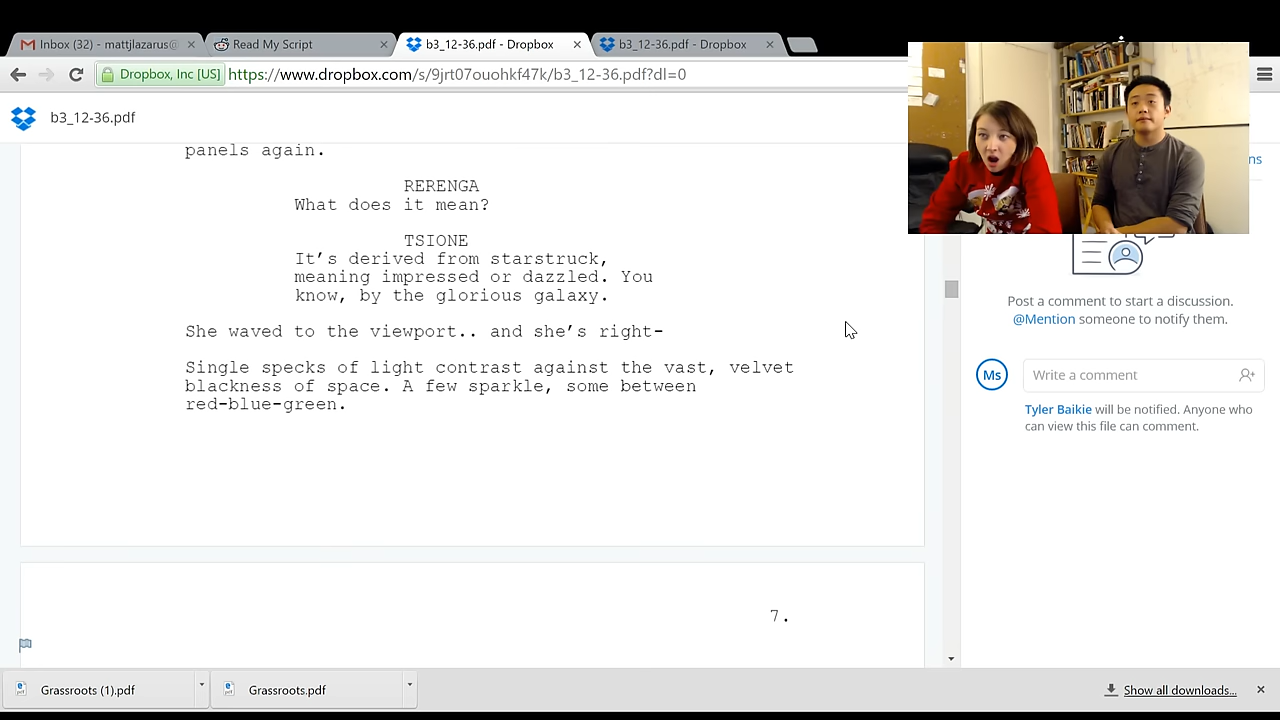 Inbox (32) - mattjlazarus@
Read My Script
b3_12-36.pdf - Dropbox
b3_12-36.pdf - Dropbox
Dropbox, Inc [US]
https://www.dropbox.com/s/9jrt07ouohkf47k/b3_12-36.pdf?dl=0
b3_12-36.pdf
ns
panels again.
RERENGA
What does it mean?
TSIONE
It's derived from starstruck,
meaning impressed or dazzled. You
know, by the glorious galaxy.
She waved to the viewport.. and she's right-
Single specks of light contrast against the vast, velvet
blackness of space. A few sparkle, some between
red-blue-green.
7.
Post a comment to start a discussion.
@Mention someone to notify them.
Ms
Write a comment
Tyler Baikie will be notified. Anyone who
can view this file can comment.
Grassroots (1).pdf
Grassroots.pdf
Show all downloads...